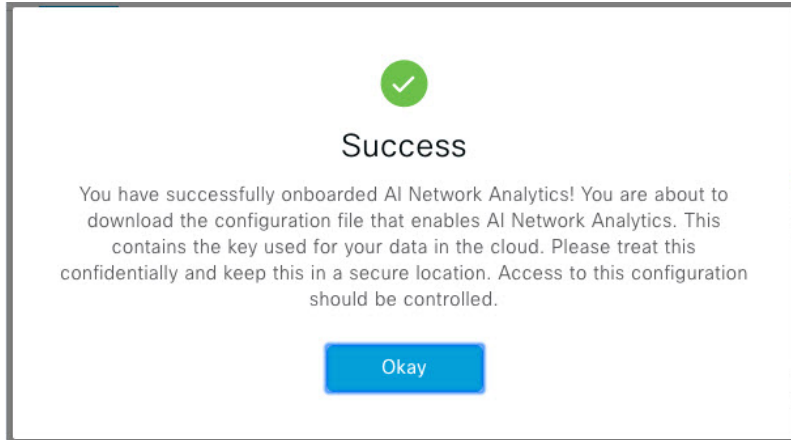 Success
You have successfully onboarded AI Network Analytics! You are about to
download the configuration file that enables AI Network Analytics. This
contains the key used for your data in the cloud. Please treat this
confidentially and keep this in a secure location. Access to this configuration
should be controlled.
Okay